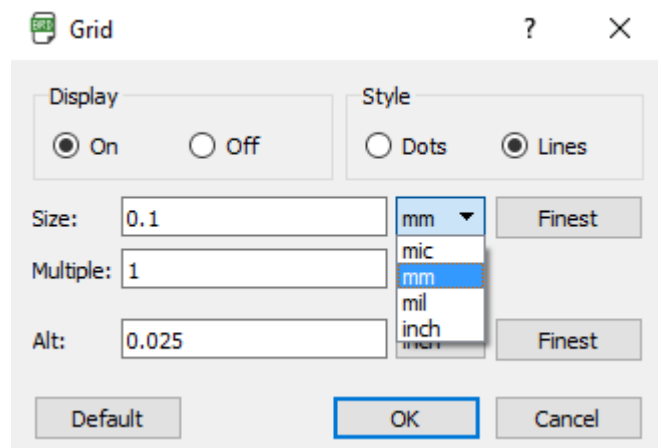 Grid ?
Display Style
On Off Dots Lines
Size: 0.1 mm Finest
mic
Multiple: 1 mm
mil
inch
Alt: 0.025 inch Finest
Default OK Cancel